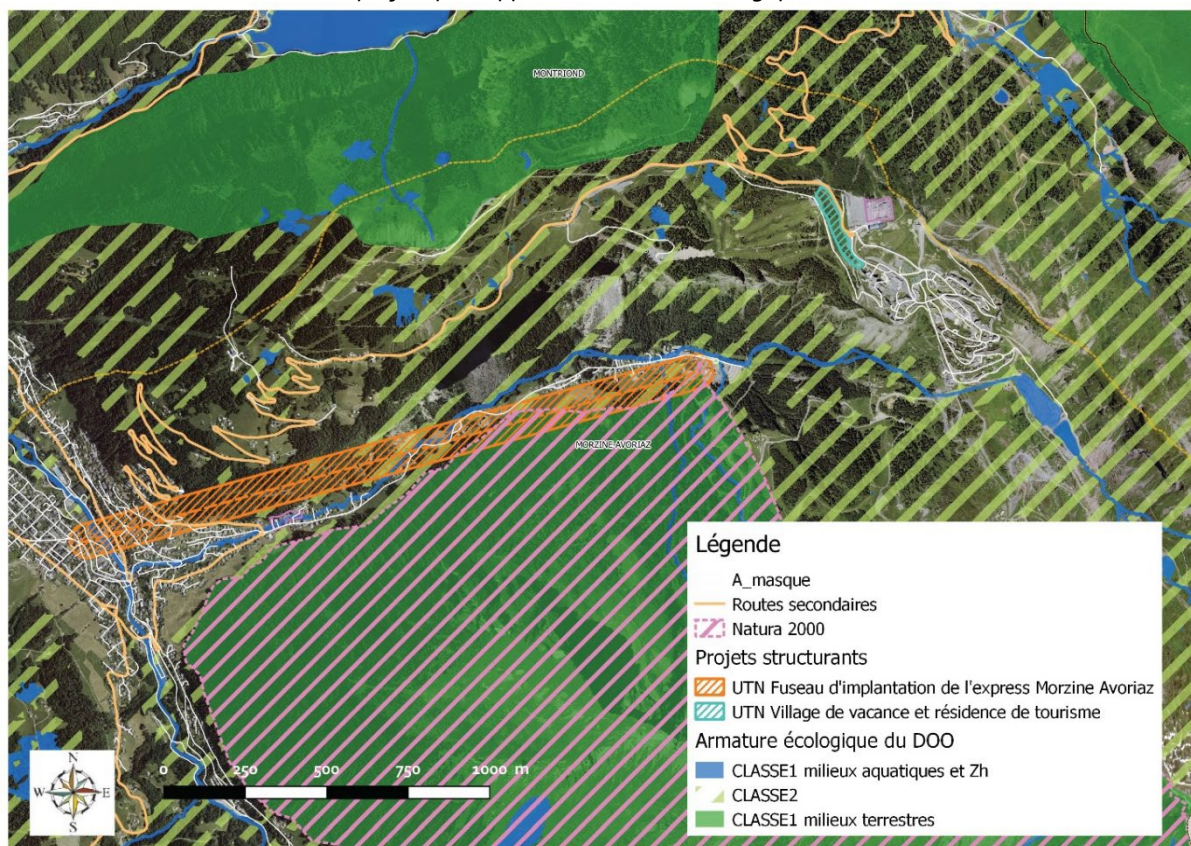 MONTRIOND
MORZINE-AVORIAZ
Légende
A_masque
Routes secondaires
Natura 2000
Projets structurants
UTN Fuseau d'implantation de l'express Morzine Avoriaz
UTN Village de vacance et résidence de tourisme
Armature écologique du DOO
CLASSE1 milieux aquatiques et Zh
CLASSE2
CLASSE1 milieux terrestres
N
W E
S
0 250 500 750 1000 m